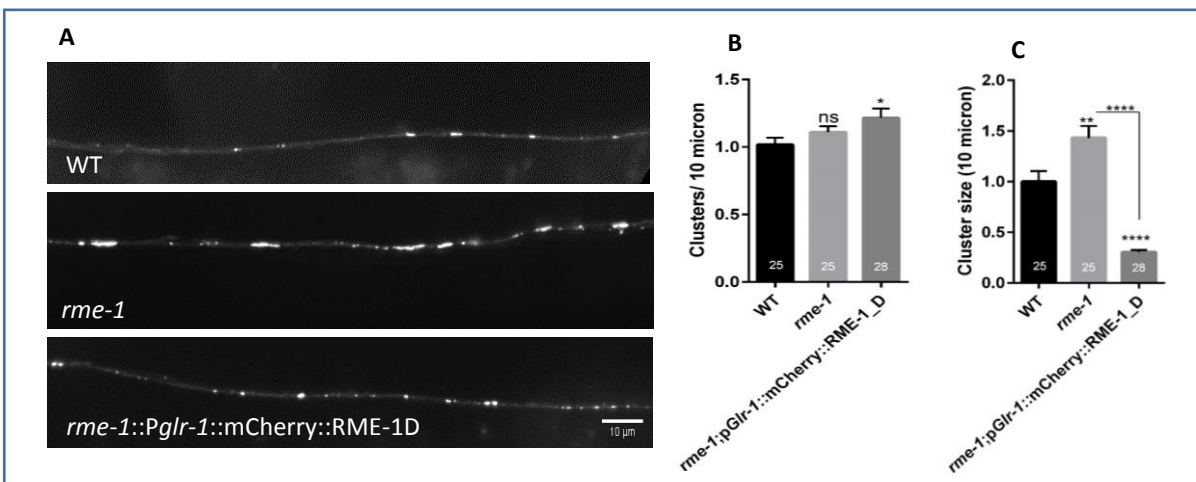 A
WT
rme-1
rme-1::Pglr-1::mCherry::RME-1D
10 µm
B
Clusters/ 10 micron
1.5
1.0
0.5
0.0
ns
*
25
25
28
WT
rme-1
rme-1;pGlr-1::mCherry::RME-1_D
C
Cluster size (10 micron)
2.0
1.5
1.0
0.5
0.0
**
****
****
25
25
28
WT
rme-1
rme-1;pGlr-1::mCherry::RME-1_D